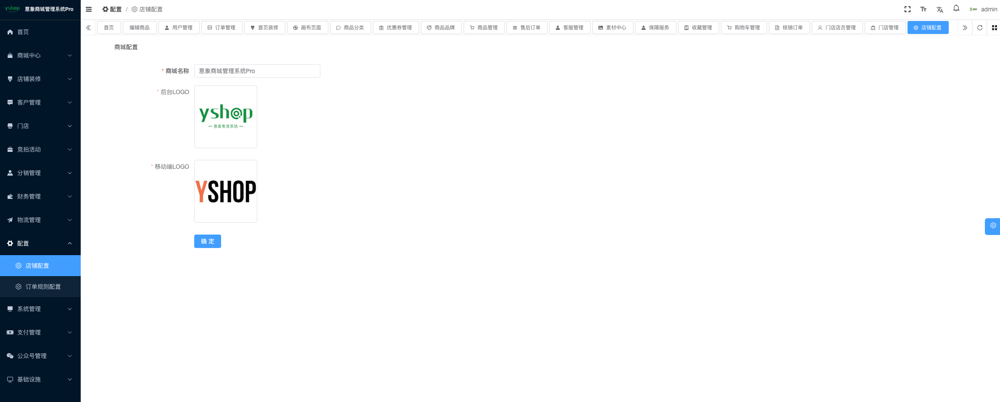 yshop 意象商城管理系统Pro
配置 / 店铺配置
admin
首页 编辑商品 用户管理 订单管理 首页装修 画布页面 商品分类 优惠券管理 商品品牌 商品管理 售后订单 客服管理 素材中心 保障服务 收藏管理 购物车管理 核销订单 门店店员管理 门店管理 店铺配置
首页
商城中心
店铺装修
客户管理
门店
竞拍活动
分销管理
财务管理
物流管理
配置
店铺配置
订单规则配置
系统管理
支付管理
公众号管理
基础设施
商城配置
* 商城名称 意象商城管理系统Pro
* 后台LOGO
yshop
意象电商系统
* 移动端LOGO
YSHOP
确 定